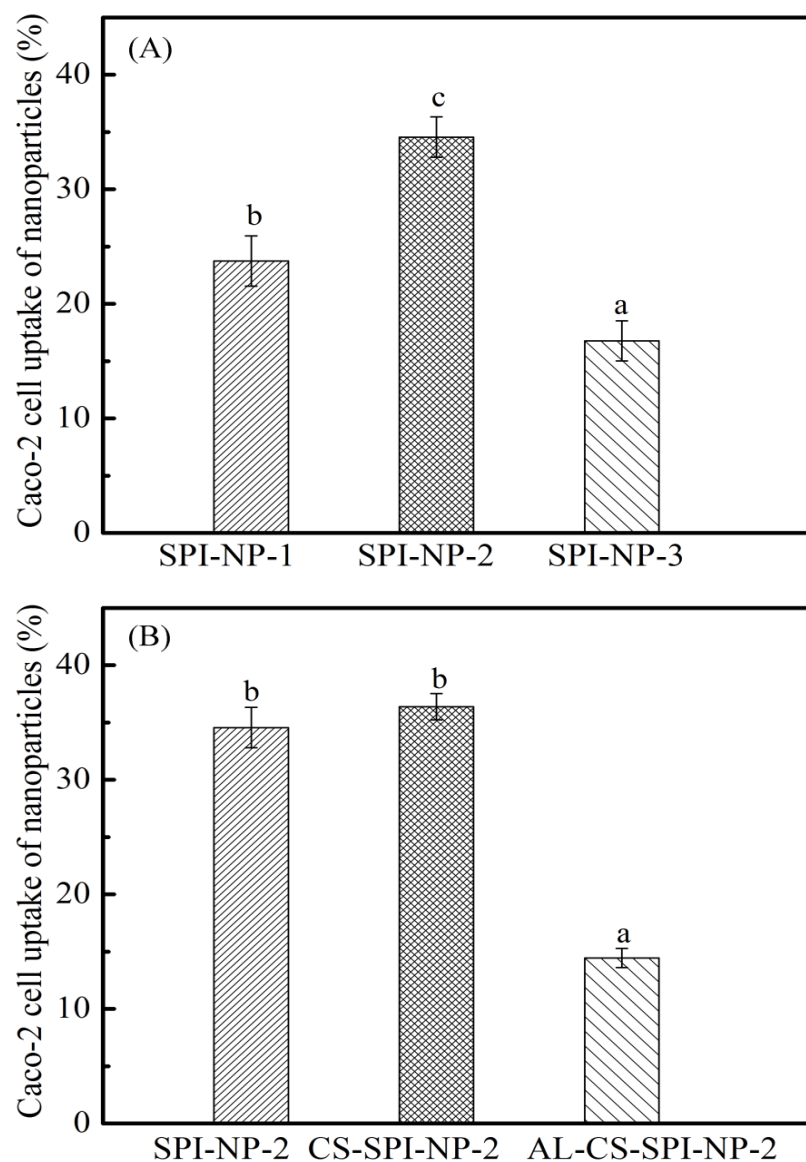 (A)
Caco-2 cell uptake of nanoparticles (%)
40
30
20
10
0
b
c
a
SPI-NP-1 SPI-NP-2 SPI-NP-3
(B)
Caco-2 cell uptake of nanoparticles (%)
40
30
20
10
0
b
b
a
SPI-NP-2 CS-SPI-NP-2 AL-CS-SPI-NP-2